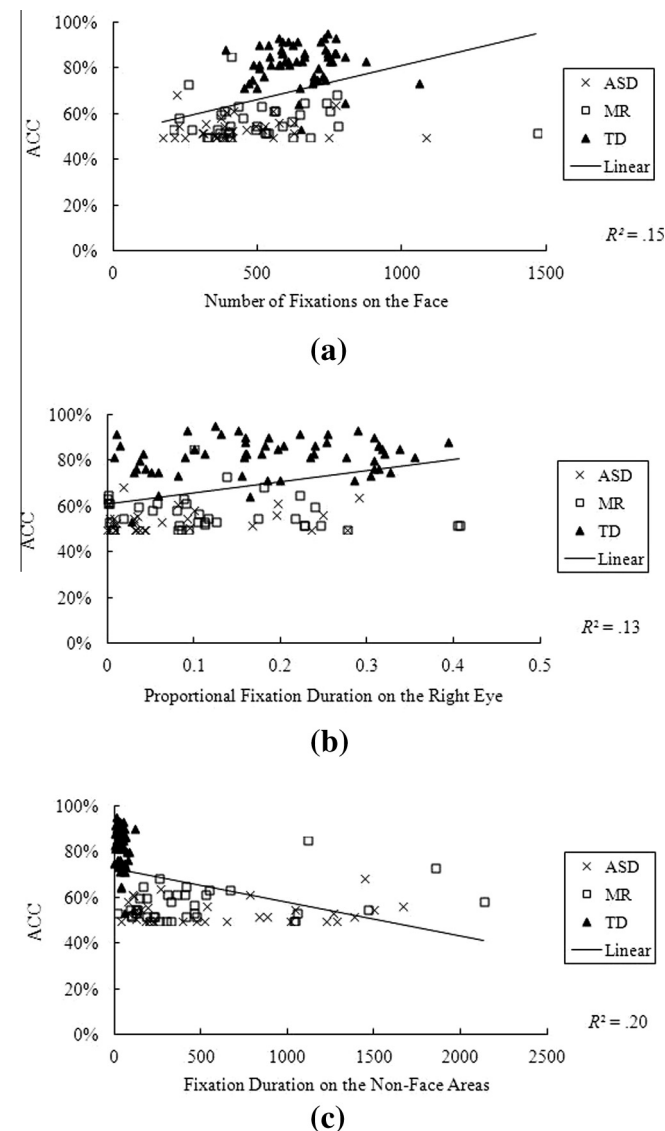 100%
80%
60%
40%
20%
0%
ACC
0 500 1000 1500
Number of Fixations on the Face
ASD
MR
TD
Linear
R² = .15
(a)
100%
80%
60%
40%
20%
0%
ACC
0 0.1 0.2 0.3 0.4 0.5
Proportional Fixation Duration on the Right Eye
ASD
MR
TD
Linear
R² = .13
(b)
100%
80%
60%
40%
20%
0%
ACC
0 500 1000 1500 2000 2500
Fixation Duration on the Non-Face Areas
ASD
MR
TD
Linear
R² = .20
(c)